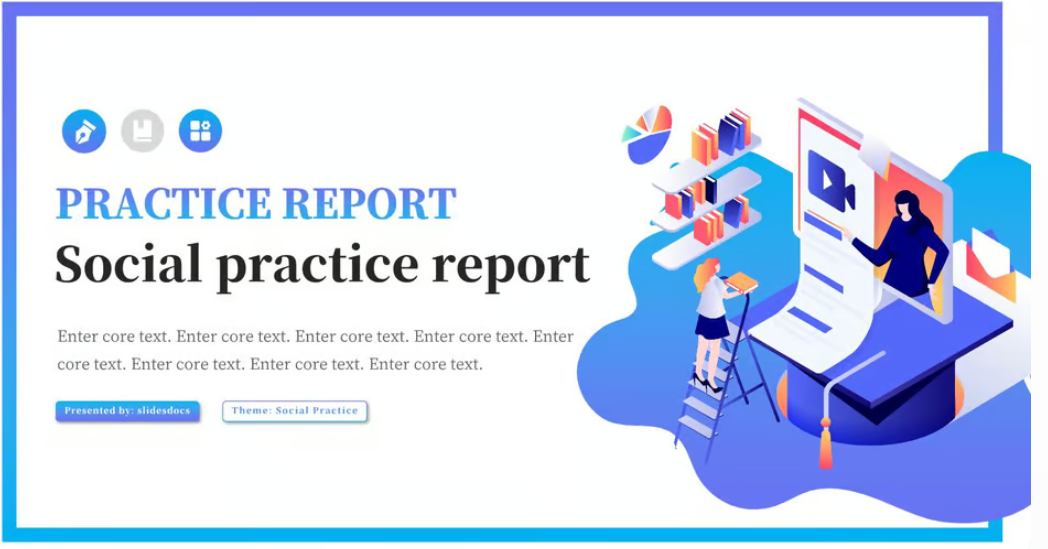 PRACTICE REPORT
Social practice report
Enter core text. Enter core text. Enter core text. Enter core text. Enter
core text. Enter core text. Enter core text. Enter core text.
Presented by: slidesdocs
Theme: Social Practice